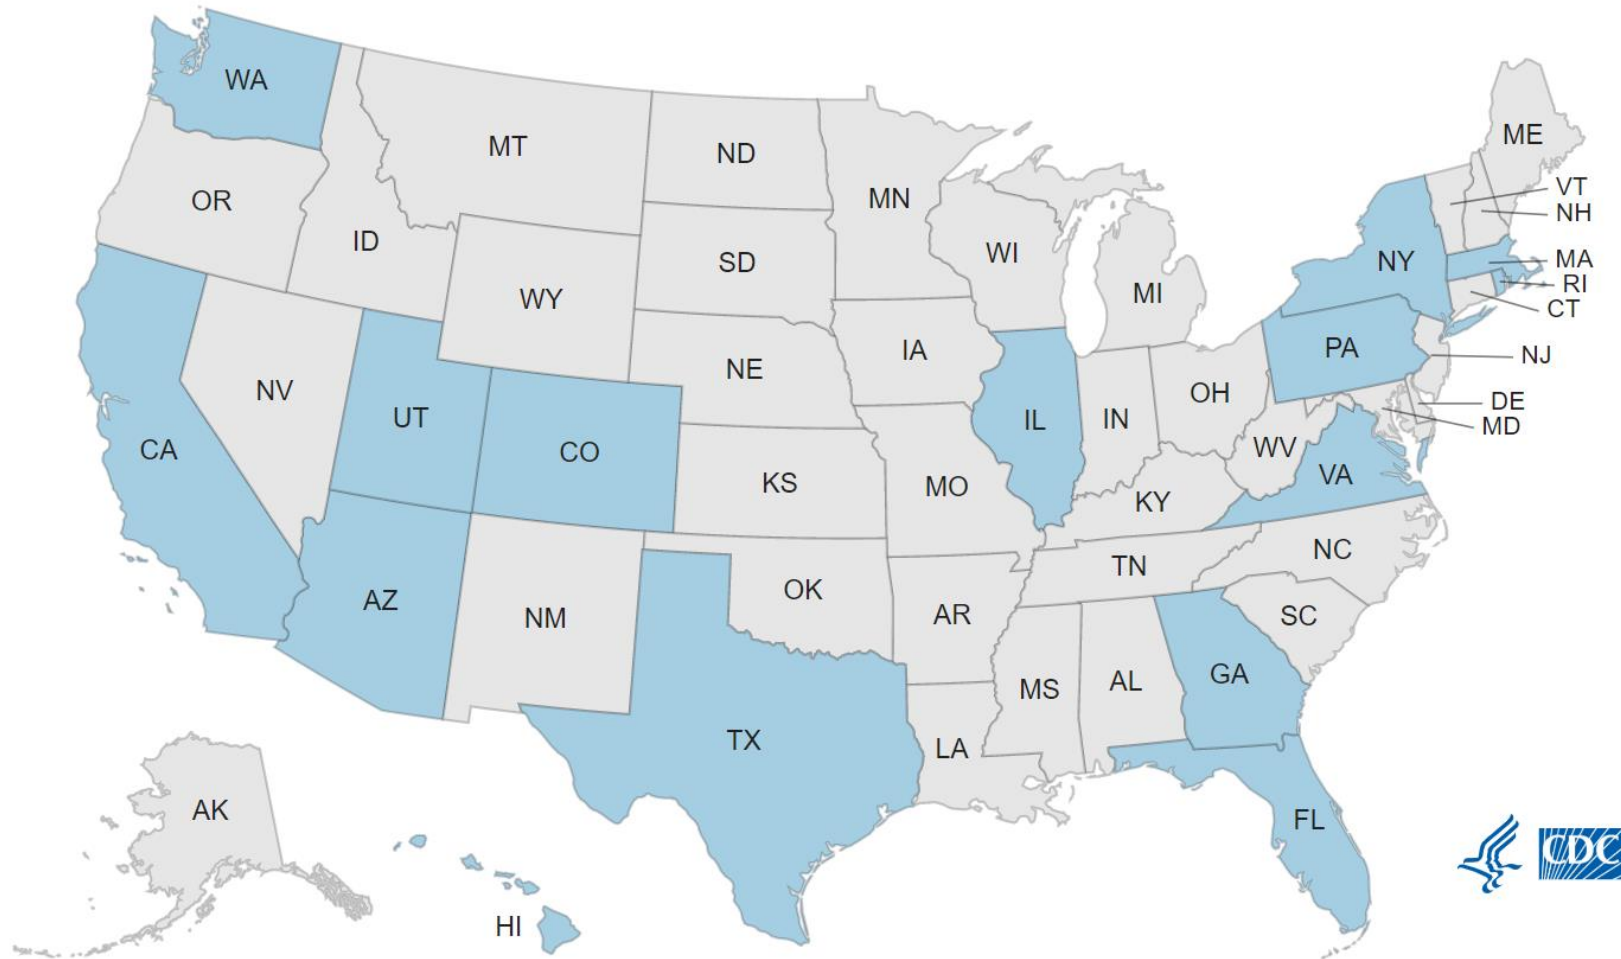 WA
MT
ND
MN
ME
VT
NH
OR
ID
WI
NY
MA
SD
RI
WY
MI
CT
IA
PA
NJ
NE
NV
OH
DE
UT
IL
IN
MD
CA
CO
WV
VA
KS
MO
KY
NC
TN
AZ
NM
OK
AR
SC
MS
AL
GA
TX
LA
AK
FL
CDC
HI